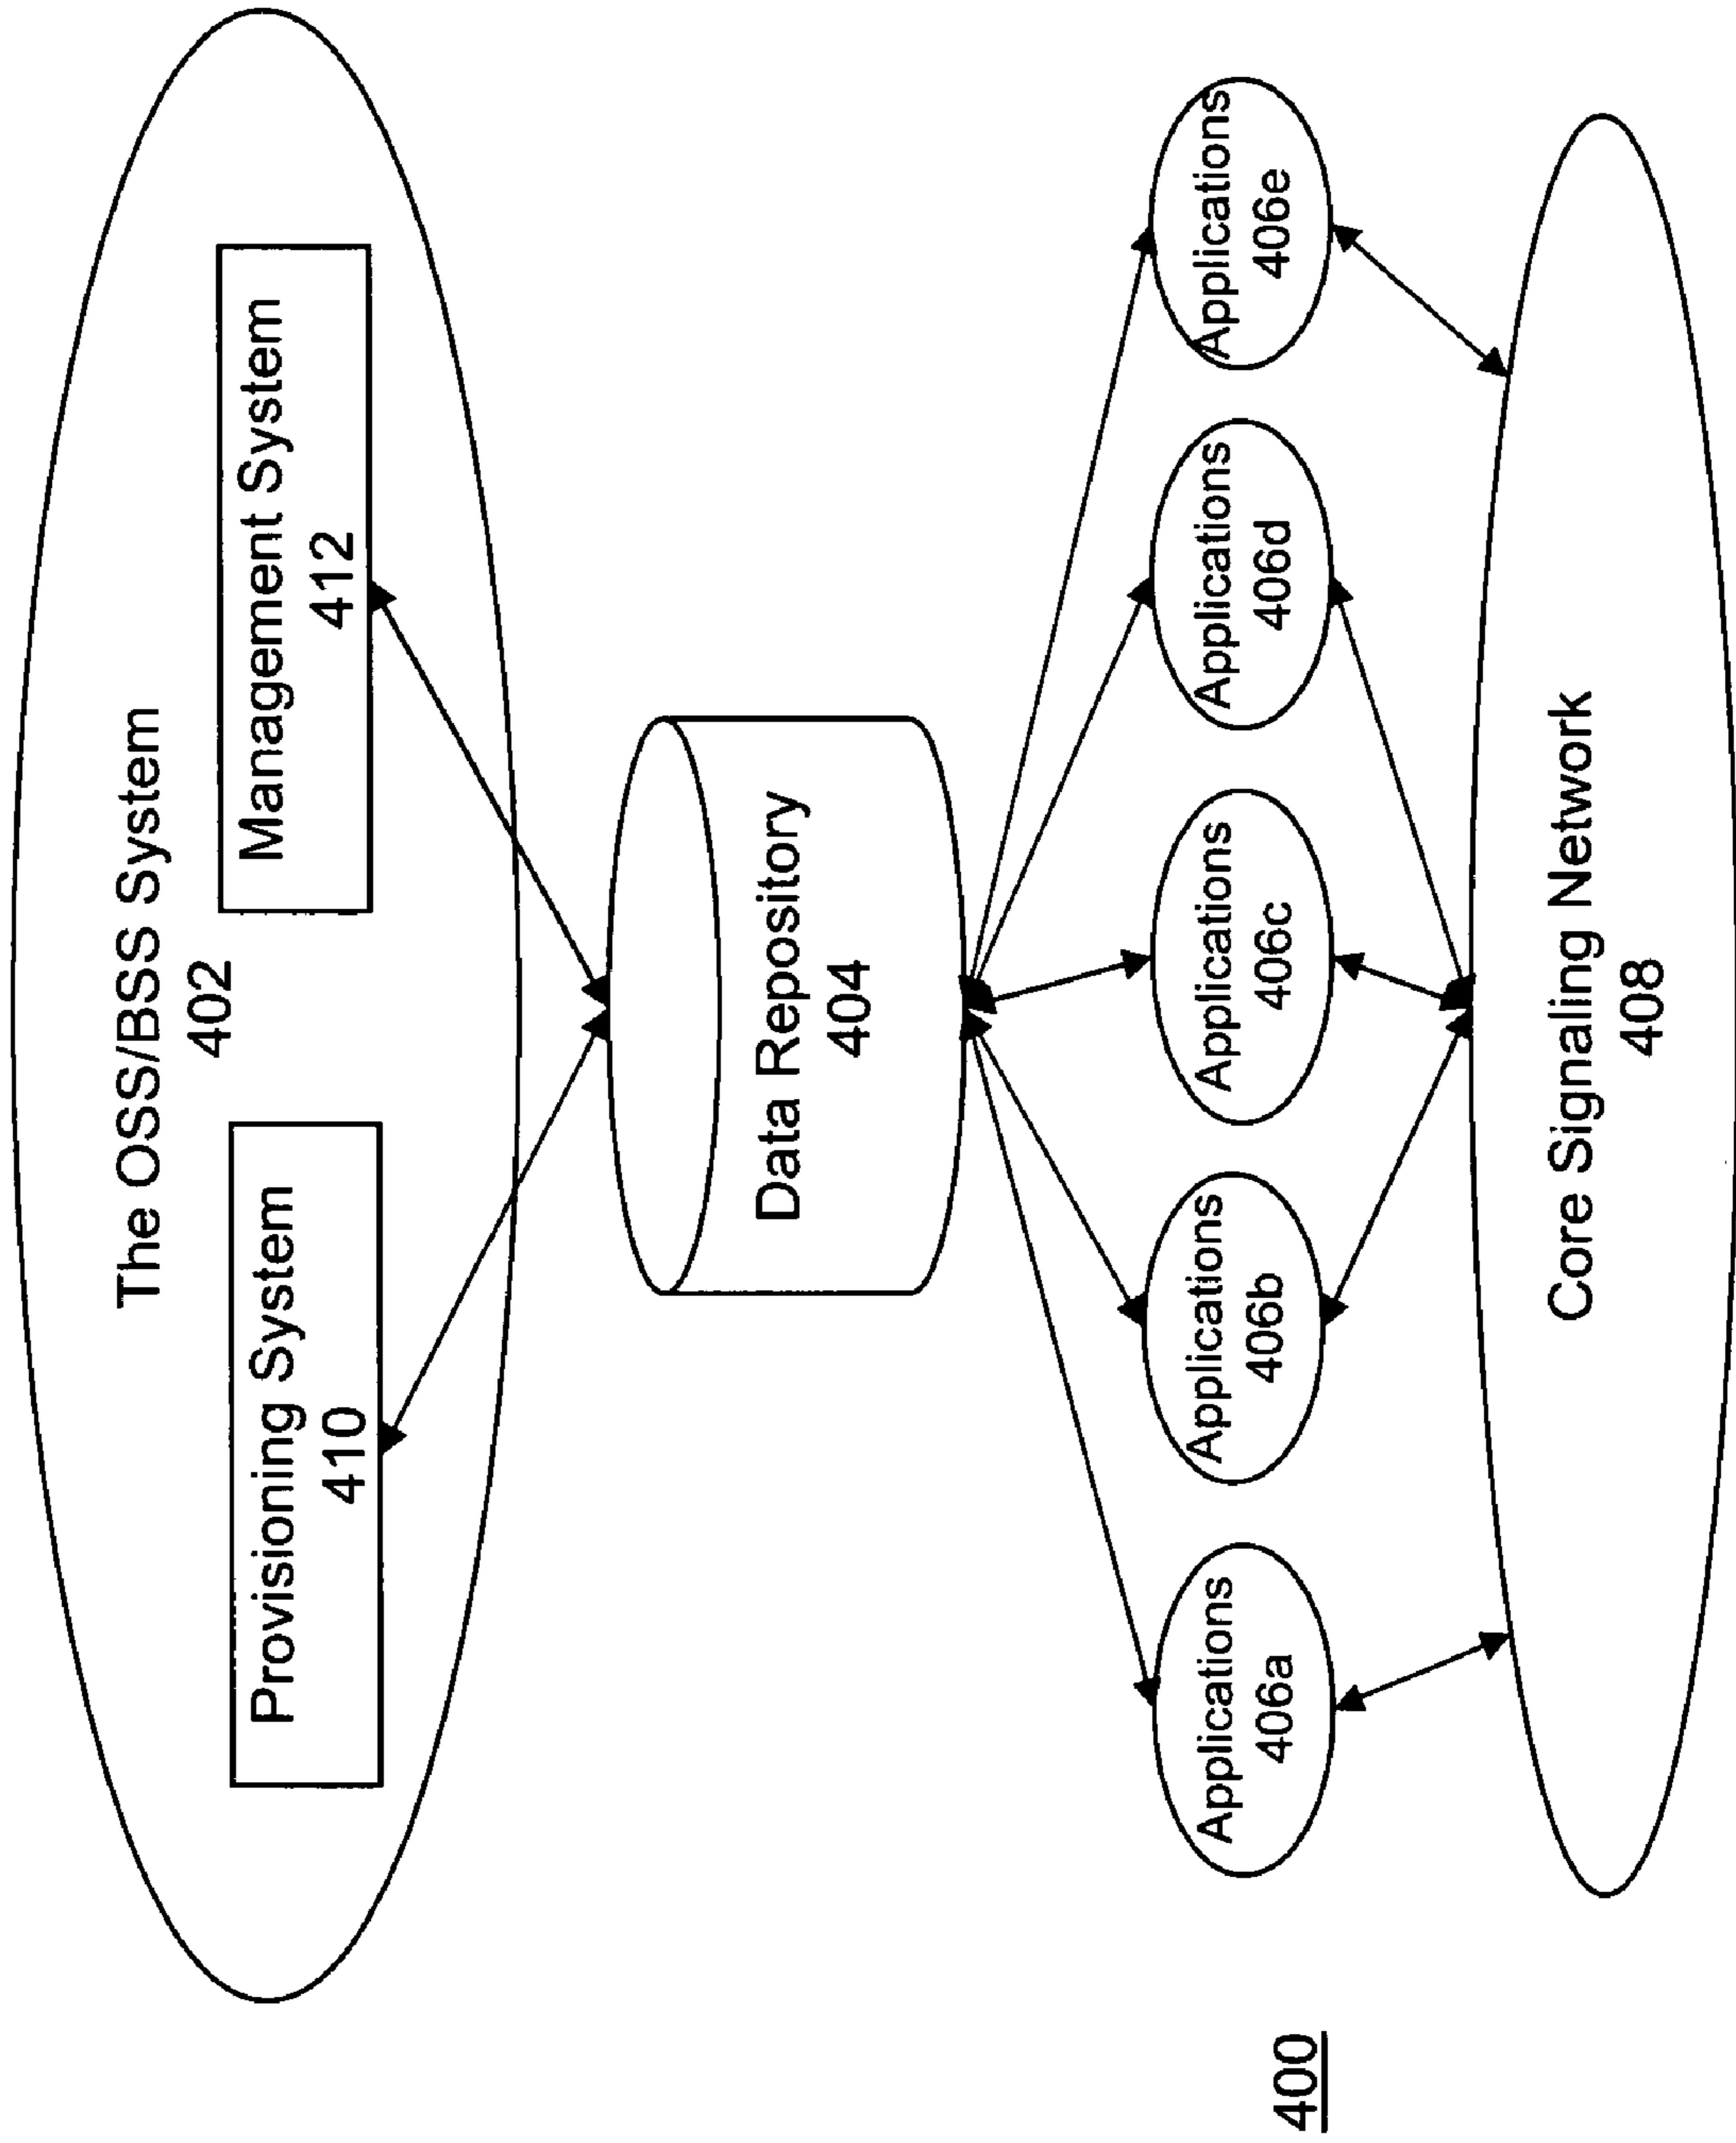 The OSS/BSS System
402
Provisioning System
410
Management System
412
Data Repository
404
Applications
406a
Applications
406b
Applications
406c
Applications
406d
Applications
406e
Core Signaling Network
408
400